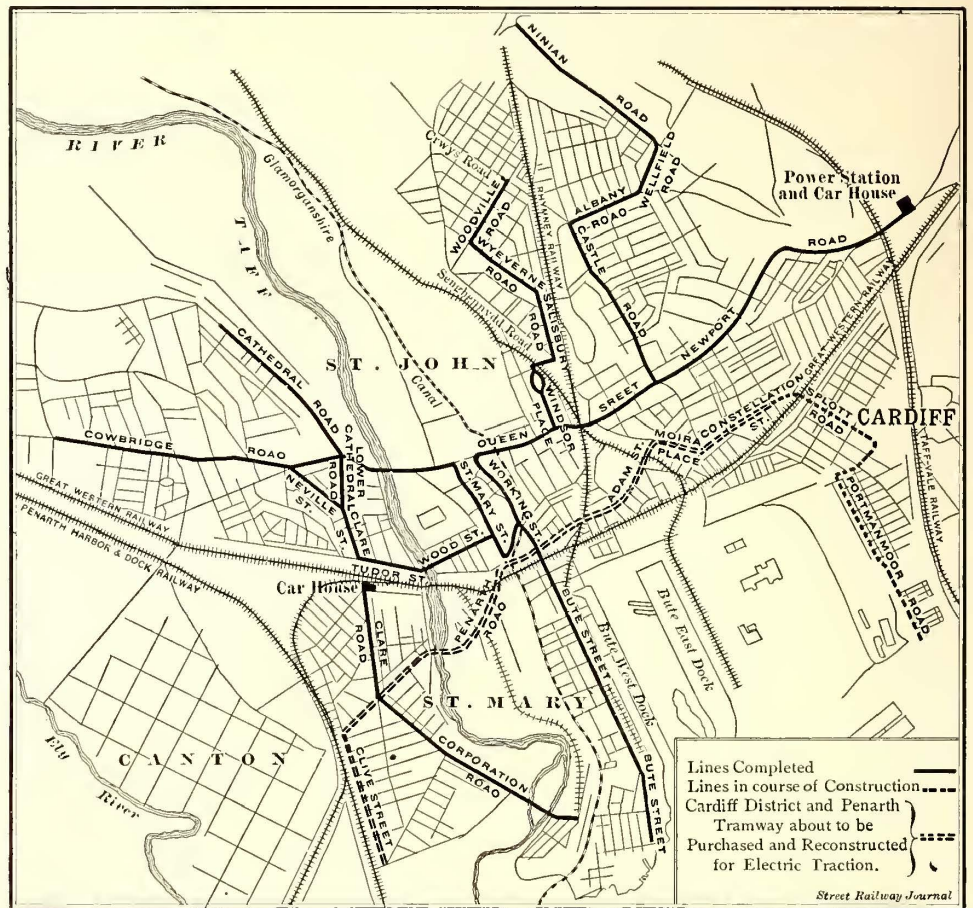 NINIAN
ROAD
WELLFIELD
ROAD
ALBANY
ROAD
CASTLE
ROAD
Crwys Road
WOODVILLE
ROAD
WYEVERNE
ROAD
SALISBURY
ROAD
RHYMNEY RAILWAY
Senghenydd Road
Power Station
and Car House
NEWPORT
ROAD
GREAT WESTERN RAILWAY
RIVER
TAFF
Glamorganshire
Canal
ST. JOHN
CATHEDRAL
ROAD
COWBRIDGE
ROAD
LOWER
CATHEDRAL
ROAD
NEVILLE
ST.
CLARE
QUEEN
SREET
WINDSOR
PLACE
WORKING ST.
ST. MARY ST.
WOOD ST.
TUDOR ST.
GREAT WESTERN RAILWAY
PENARTH HARBOR & DOCK RAILWAY
Car House
CLARE
ROAD
PENARTH
ROAD
ADAM ST.
MOIRA
PLACE
CONSTELLATION
ST.
SPLOTT
ROAD
CARDIFF
TAFF-VALE RAILWAY
PORTMANMOOR ROAD
BUTE STREET
Bute West Dock
Bute East Dock
BUTE STREET
ST. MARY
CORPORATION
ROAD
CLIVE STREET
CANTON
Ely
River
Lines Completed
Lines in course of Construction
Cardiff District and Penarth
Tramway about to be
Purchased and Reconstructed
for Electric Traction.
Street Railway Journal